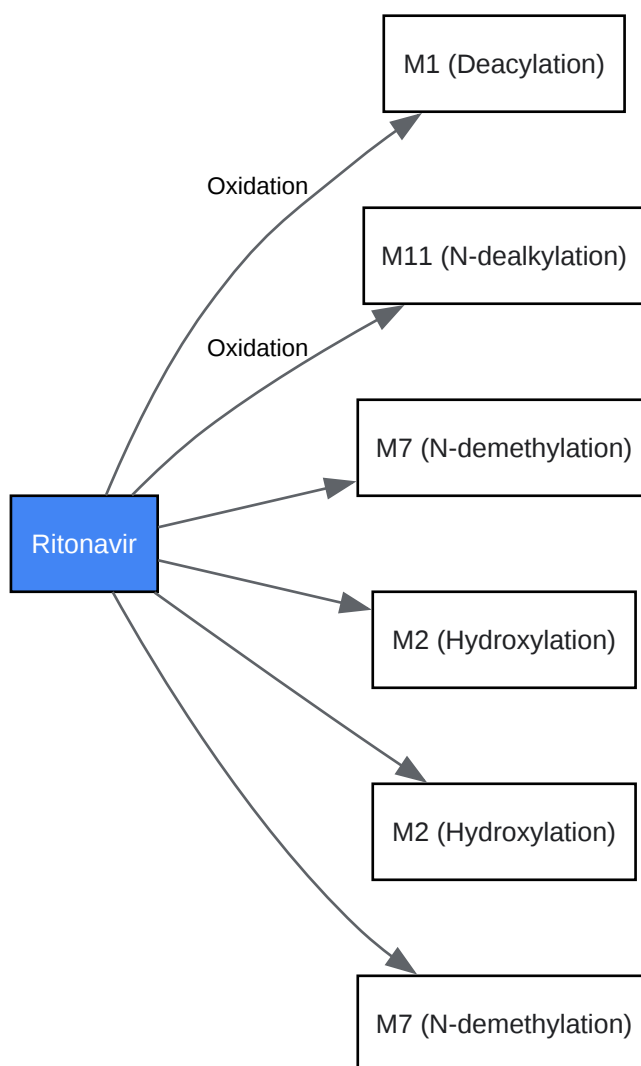 M1 (Deacylation)
Oxidation
M11 (N-dealkylation)
Oxidation
M7 (N-demethylation)
Ritonavir
M2 (Hydroxylation)
M2 (Hydroxylation)
M7 (N-demethylation)